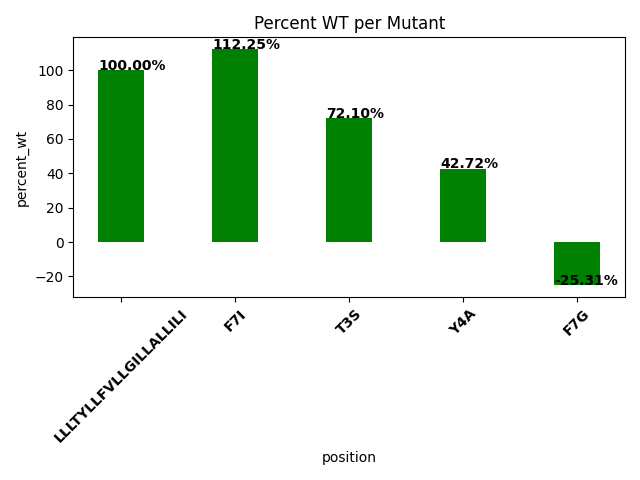 Percent WT per Mutant
percent_wt
100
80
60
40
20
0
−20
100.00%
112.25%
72.10%
42.72%
-25.31%
LLLTYLLFVLLGILLALLILI
F7I
T3S
Y4A
F7G
position